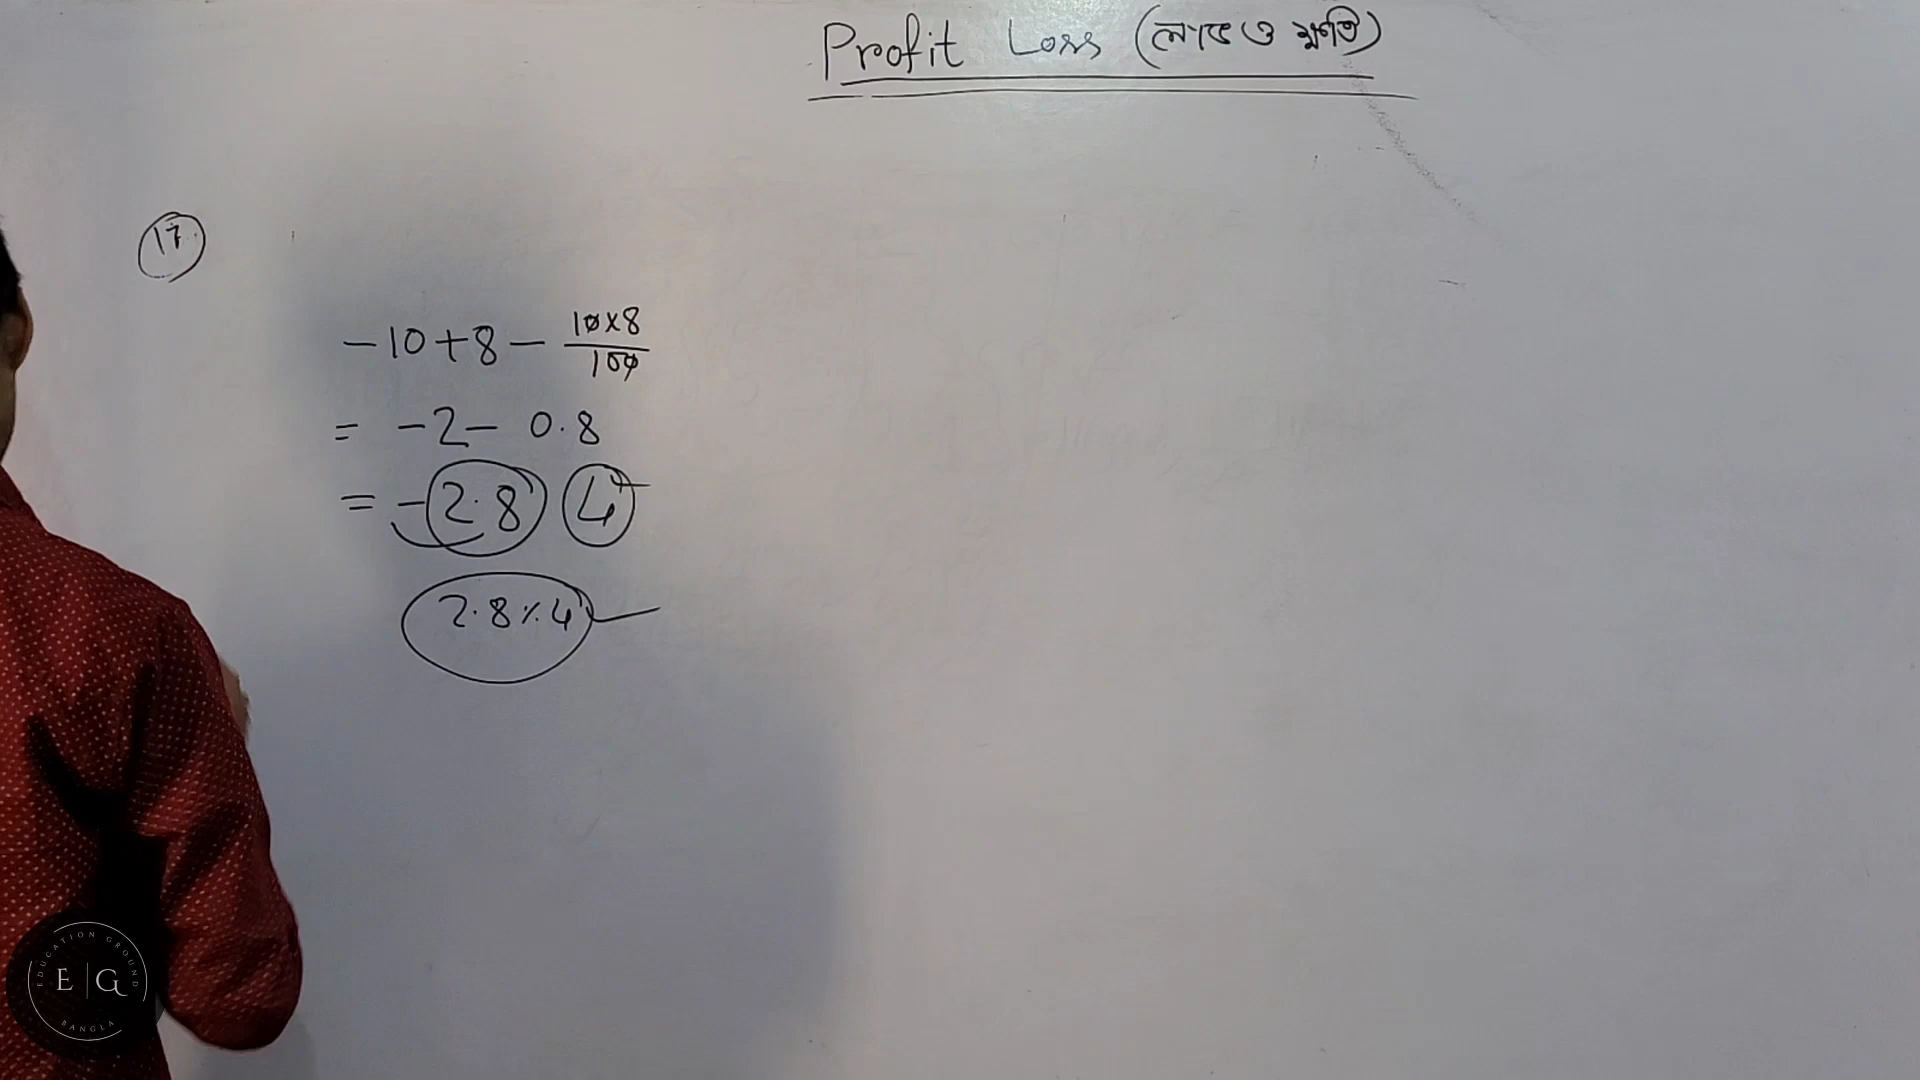 Profit Loss (লাভ ও ক্ষতি)
17
-10+8- 10×8/100
= -2- 0.8
= -2.8 L
2.8% L
EDUCATION GROUND
E|G
BANGLA